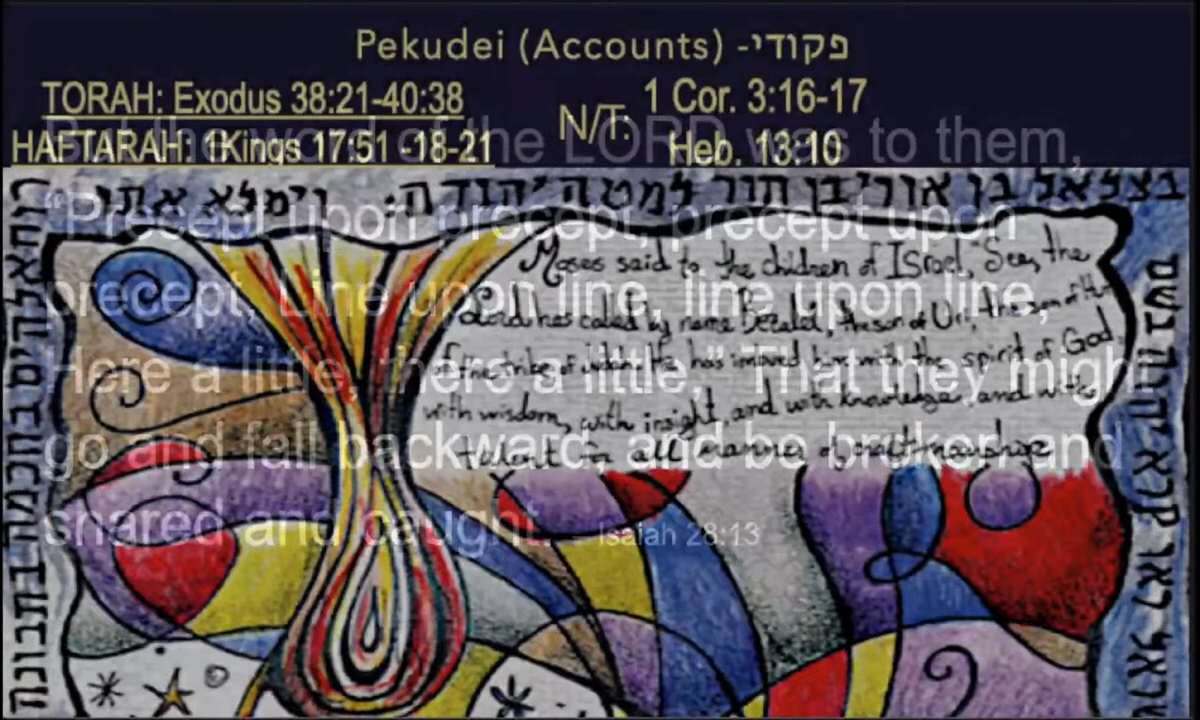 Pekudei (Accounts) -פקודי
TORAH: Exodus 38:21-40:38
HAFTARAH: 1Kings 17:51 -18-21
N/T:
1 Cor. 3:16-17
Heb. 13:10
But the word of the LORD was to them,
"Precept upon precept, precept upon
precept, Line upon line, line upon line,
Here a little, there a little," That they might
go and fall backward, and be broken and
snared and caught.
Isaiah 28:13
בצלאל בן אורי בן חור למטה יהודה: וימלא אתו
רוח אלהים בחכמה בתבונה
Moses said to the children of Israel, "See, the
Lord has called by name Bezalel, the son of Uri, the son of Hur
of the tribe of Judah. He has imbued him with the spirit of God,
with wisdom, with insight, and with knowledge, and with
talent for all manner of craftmanship